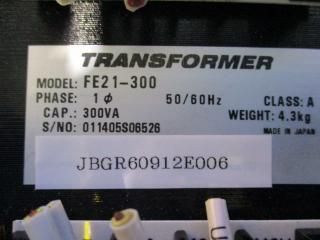 TRANSFORMER
MODEL: FE21-300
PHASE: 1ϕ 50/60Hz CLASS: A
CAP.: 300VA WEIGHT: 4.3kg
S/NO: 011405S06526 MADE IN JAPAN
JBGR60912E006